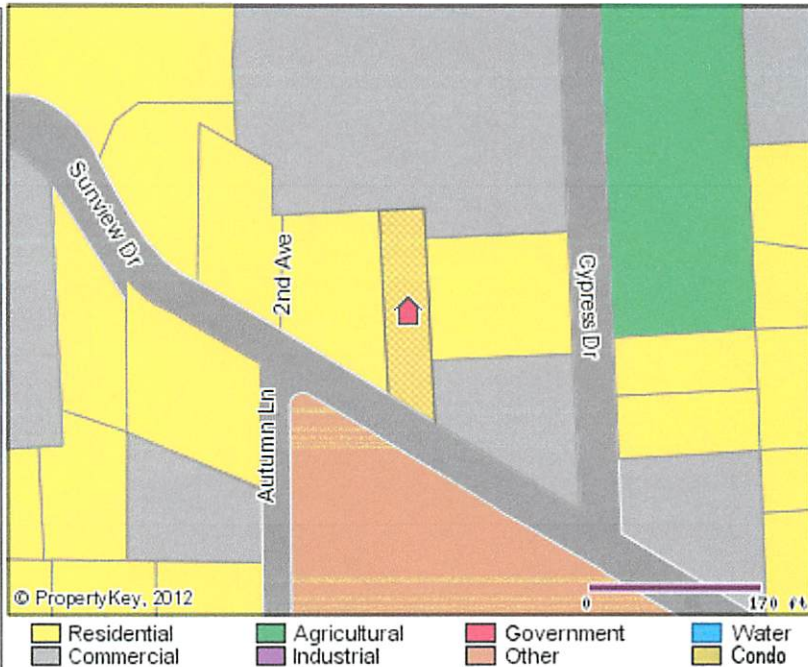 Sunview Dr
2nd Ave
Cypress Dr
Autumn Ln
© PropertyKey, 2012
0 170 ft
Residential Agricultural Government Water
Commercial Industrial Other Condo